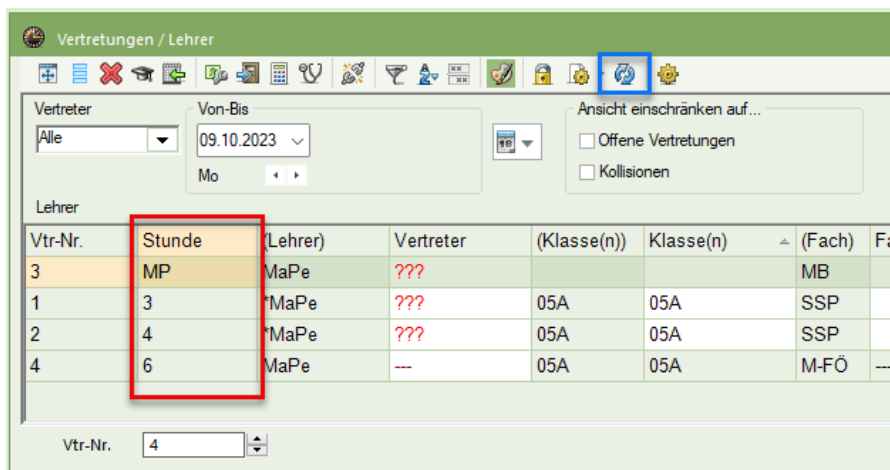 Vertretungen / Lehrer
Vertreter Von-Bis Ansicht einschränken auf...
Alle 09.10.2023 Offene Vertretungen
Mo Kollisionen
Lehrer
Vtr-Nr. Stunde (Lehrer) Vertreter (Klasse(n)) Klasse(n) (Fach) Fa
3 MP MaPe ??? MB
1 3 *MaPe ??? 05A 05A SSP
2 4 *MaPe ??? 05A 05A SSP
4 6 MaPe --- 05A 05A M-FÖ ---
Vtr-Nr. 4